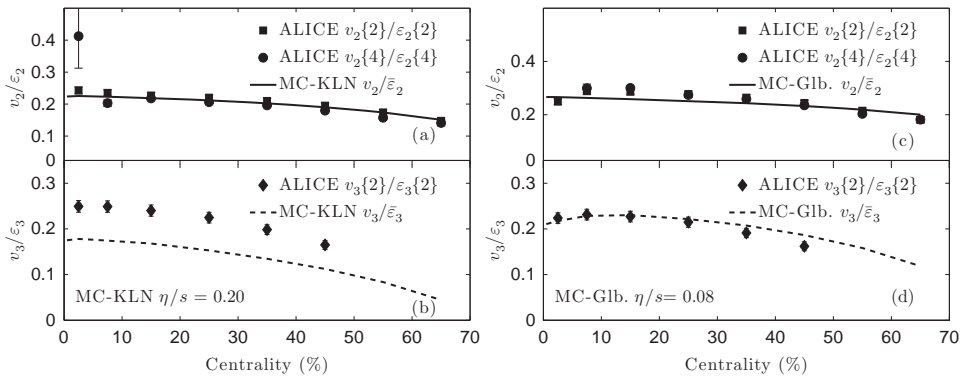 0.4
0.3
0.2
0.1
0
v₂/ε₂
ALICE v₂{2}/ε₂{2}
ALICE v₂{4}/ε₂{4}
MC-KLN v₂/ε̄₂
(a)
0.3
0.2
0.1
0
v₃/ε₃
ALICE v₃{2}/ε₃{2}
MC-KLN v₃/ε̄₃
MC-KLN η/s = 0.20
(b)
0 10 20 30 40 50 60 70
Centrality (%)
0.4
0.2
0
v₂/ε₂
ALICE v₂{2}/ε₂{2}
ALICE v₂{4}/ε₂{4}
MC-Glb. v₂/ε̄₂
(c)
0.3
0.2
0.1
0
v₃/ε₃
ALICE v₃{2}/ε₃{2}
MC-Glb. v₃/ε̄₃
MC-Glb. η/s= 0.08
(d)
0 10 20 30 40 50 60 70
Centrality (%)